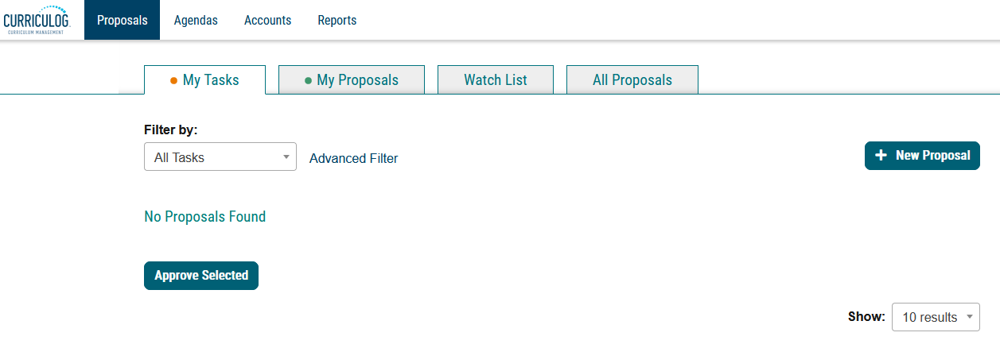 CURRICULOG
CURRICULUM MANAGEMENT
Proposals Agendas Accounts Reports
My Tasks My Proposals Watch List All Proposals
Filter by:
All Tasks Advanced Filter New Proposal
No Proposals Found
Approve Selected
Show: 10 results